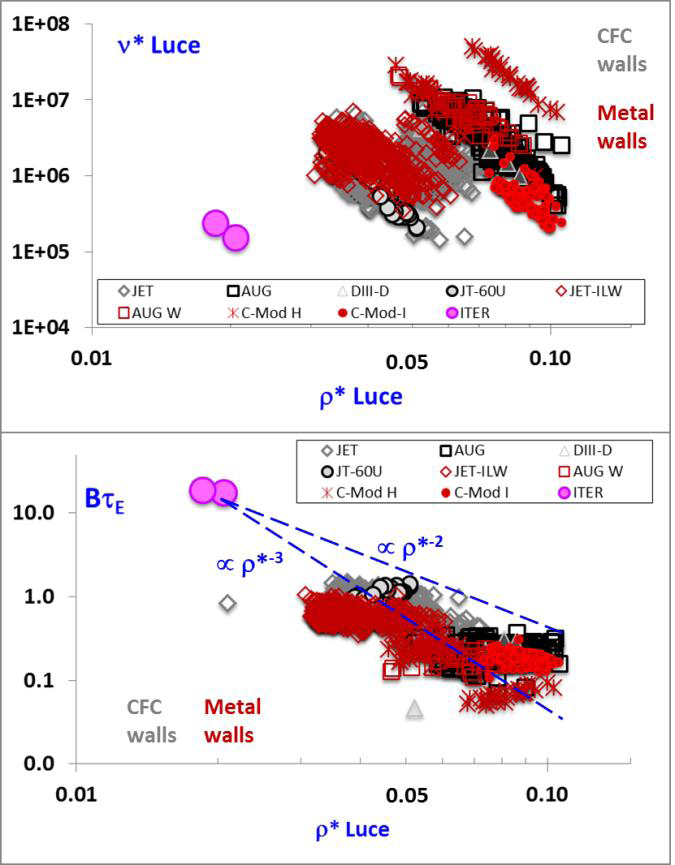 1E+08
ν* Luce
CFC
walls
1E+07
Metal
walls
1E+06
1E+05
JET AUG DIII-D JT-60U JET-ILW
AUG W C-Mod H C-Mod-I ITER
1E+04
0.01 0.05 0.10
ρ* Luce
JET AUG DIII-D
JT-60U JET-ILW AUG W
C-Mod H C-Mod I ITER
BτE
10.0
∝ ρ*-2
∝ ρ*-3
1.0
0.1
CFC Metal
walls walls
0.0
0.01 0.05 0.10
ρ* Luce